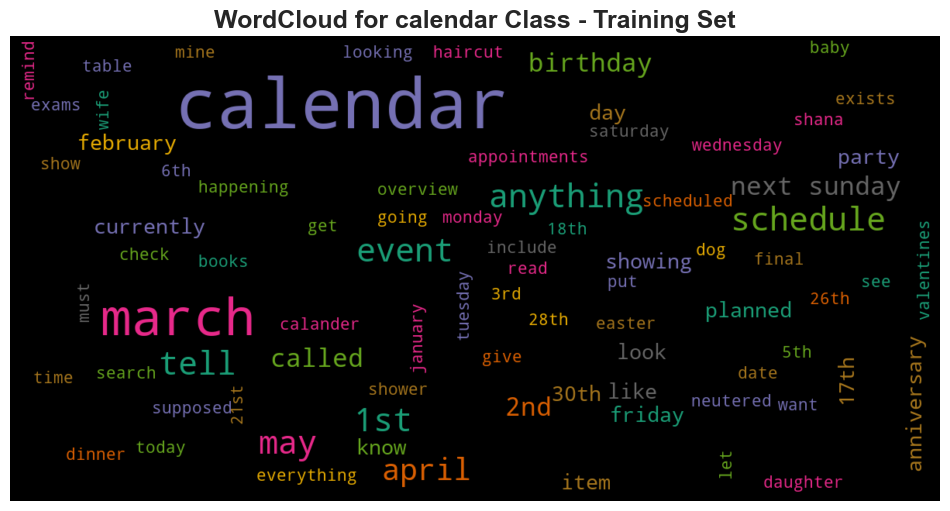 WordCloud for calendar Class - Training Set
remind
mine
looking
haircut
birthday
baby
table
calendar
exams
wife
day
exists
saturday
shana
february
wednesday
show
6th
appointments
party
happening
overview
anything
scheduled
next sunday
currently
get
going
monday
18th
schedule
check
books
event
include
read
showing
dog
final
put
see
valentines
must
march
calander
january
tuesday
3rd
28th
easter
planned
26th
tell
called
give
look
5th
time
search
shower
date
17th
anniversary
supposed
21st
1st
2nd
30th
like
friday
neutered
want
dinner
today
may
know
everything
april
item
let
daughter